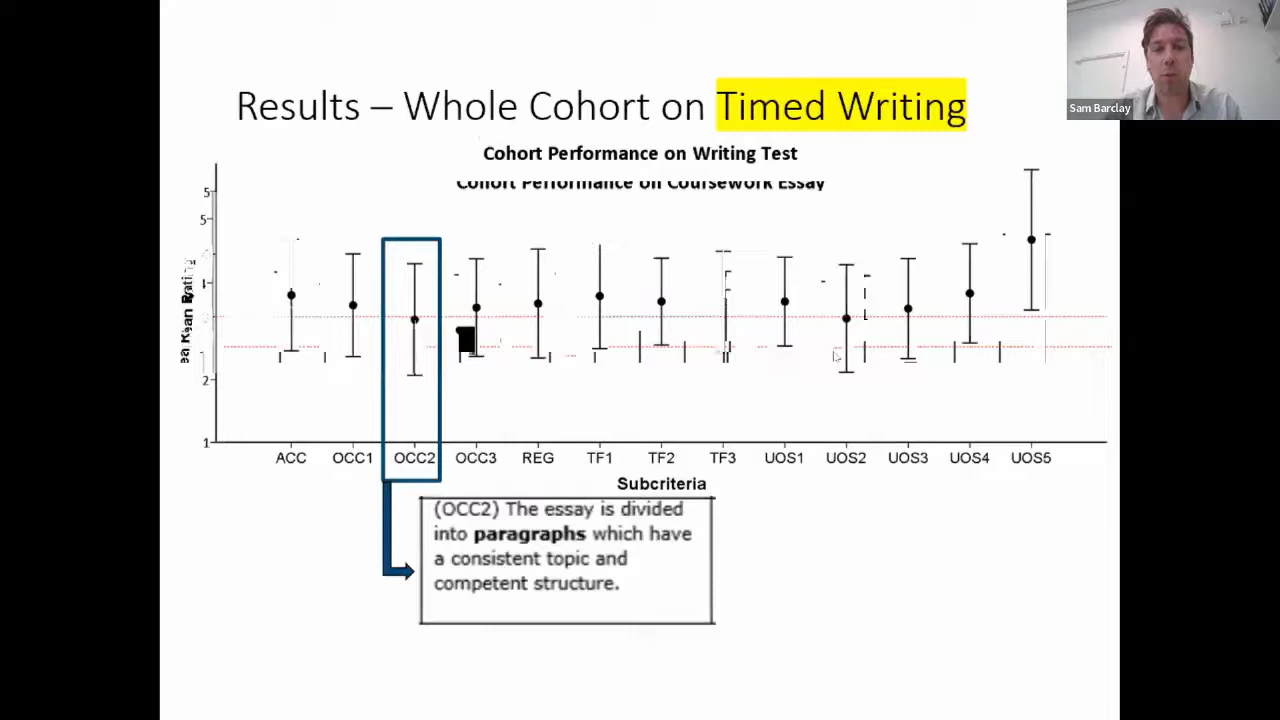 Sam Barclay
Results – Whole Cohort on Timed Writing
Cohort Performance on Writing Test
Cohort Performance on Coursework Essay
5
5
4
2
1
ACC OCC1 OCC2 OCC3 REG TF1 TF2 TF3 UOS1 UOS2 UOS3 UOS4 UOS5
Subcriteria
(OCC2) The essay is divided
into paragraphs which have
a consistent topic and
competent structure.